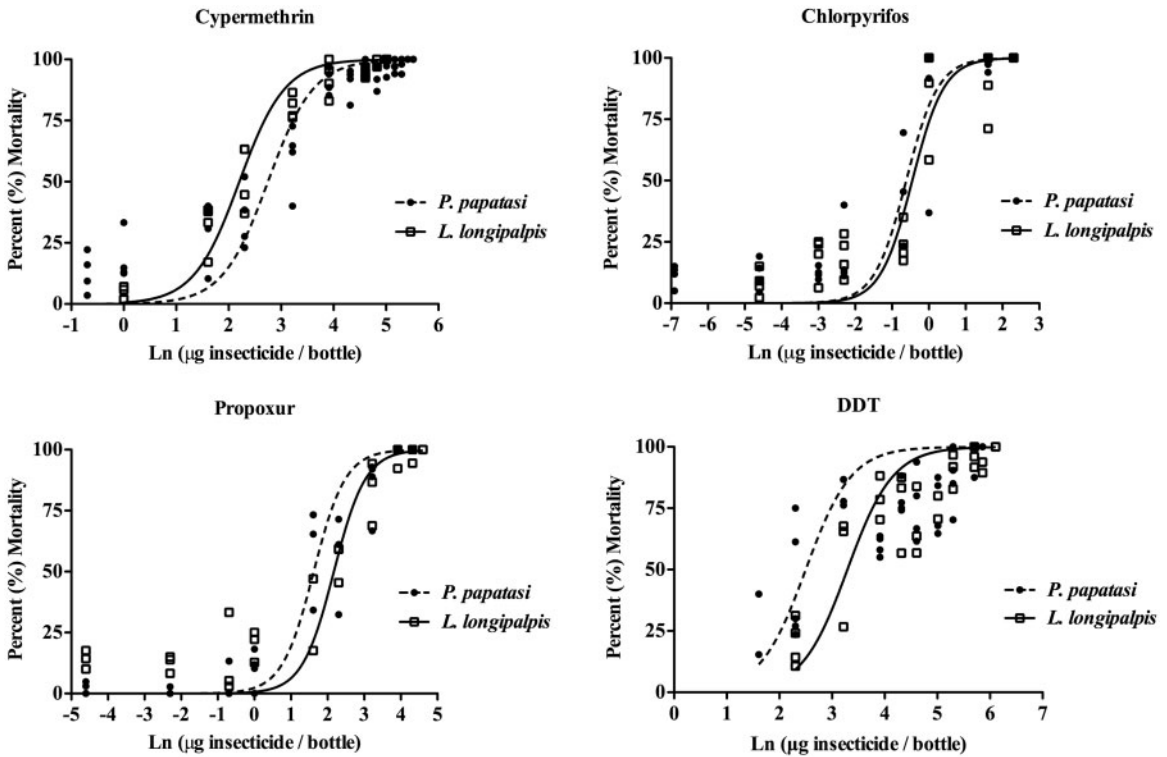 Cypermethrin
100
75
50
25
0
Percent (%) Mortality
-1 0 1 2 3 4 5 6
Ln (µg insecticide / bottle)
P. papatasi
L. longipalpis
Chlorpyrifos
100
75
50
25
0
Percent (%) Mortality
-7 -6 -5 -4 -3 -2 -1 0 1 2 3
Ln (µg insecticide / bottle)
P. papatasi
L. longipalpis
Propoxur
100
75
50
25
0
Percent (%) Mortality
-5 -4 -3 -2 -1 0 1 2 3 4 5
Ln (µg insecticide / bottle)
P. papatasi
L. longipalpis
DDT
100
75
50
25
0
Percent (%) Mortality
0 1 2 3 4 5 6 7
Ln (µg insecticide / bottle)
P. papatasi
L. longipalpis